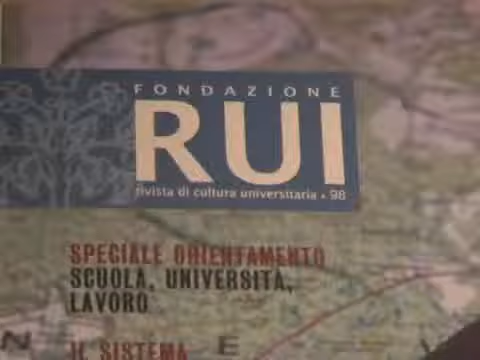 FONDAZIONE
RUI
rivista di cultura universitaria • 98
SPECIALE ORIENTAMENTO
SCUOLA, UNIVERSITÀ,
LAVORO
N E
IL SISTEMA